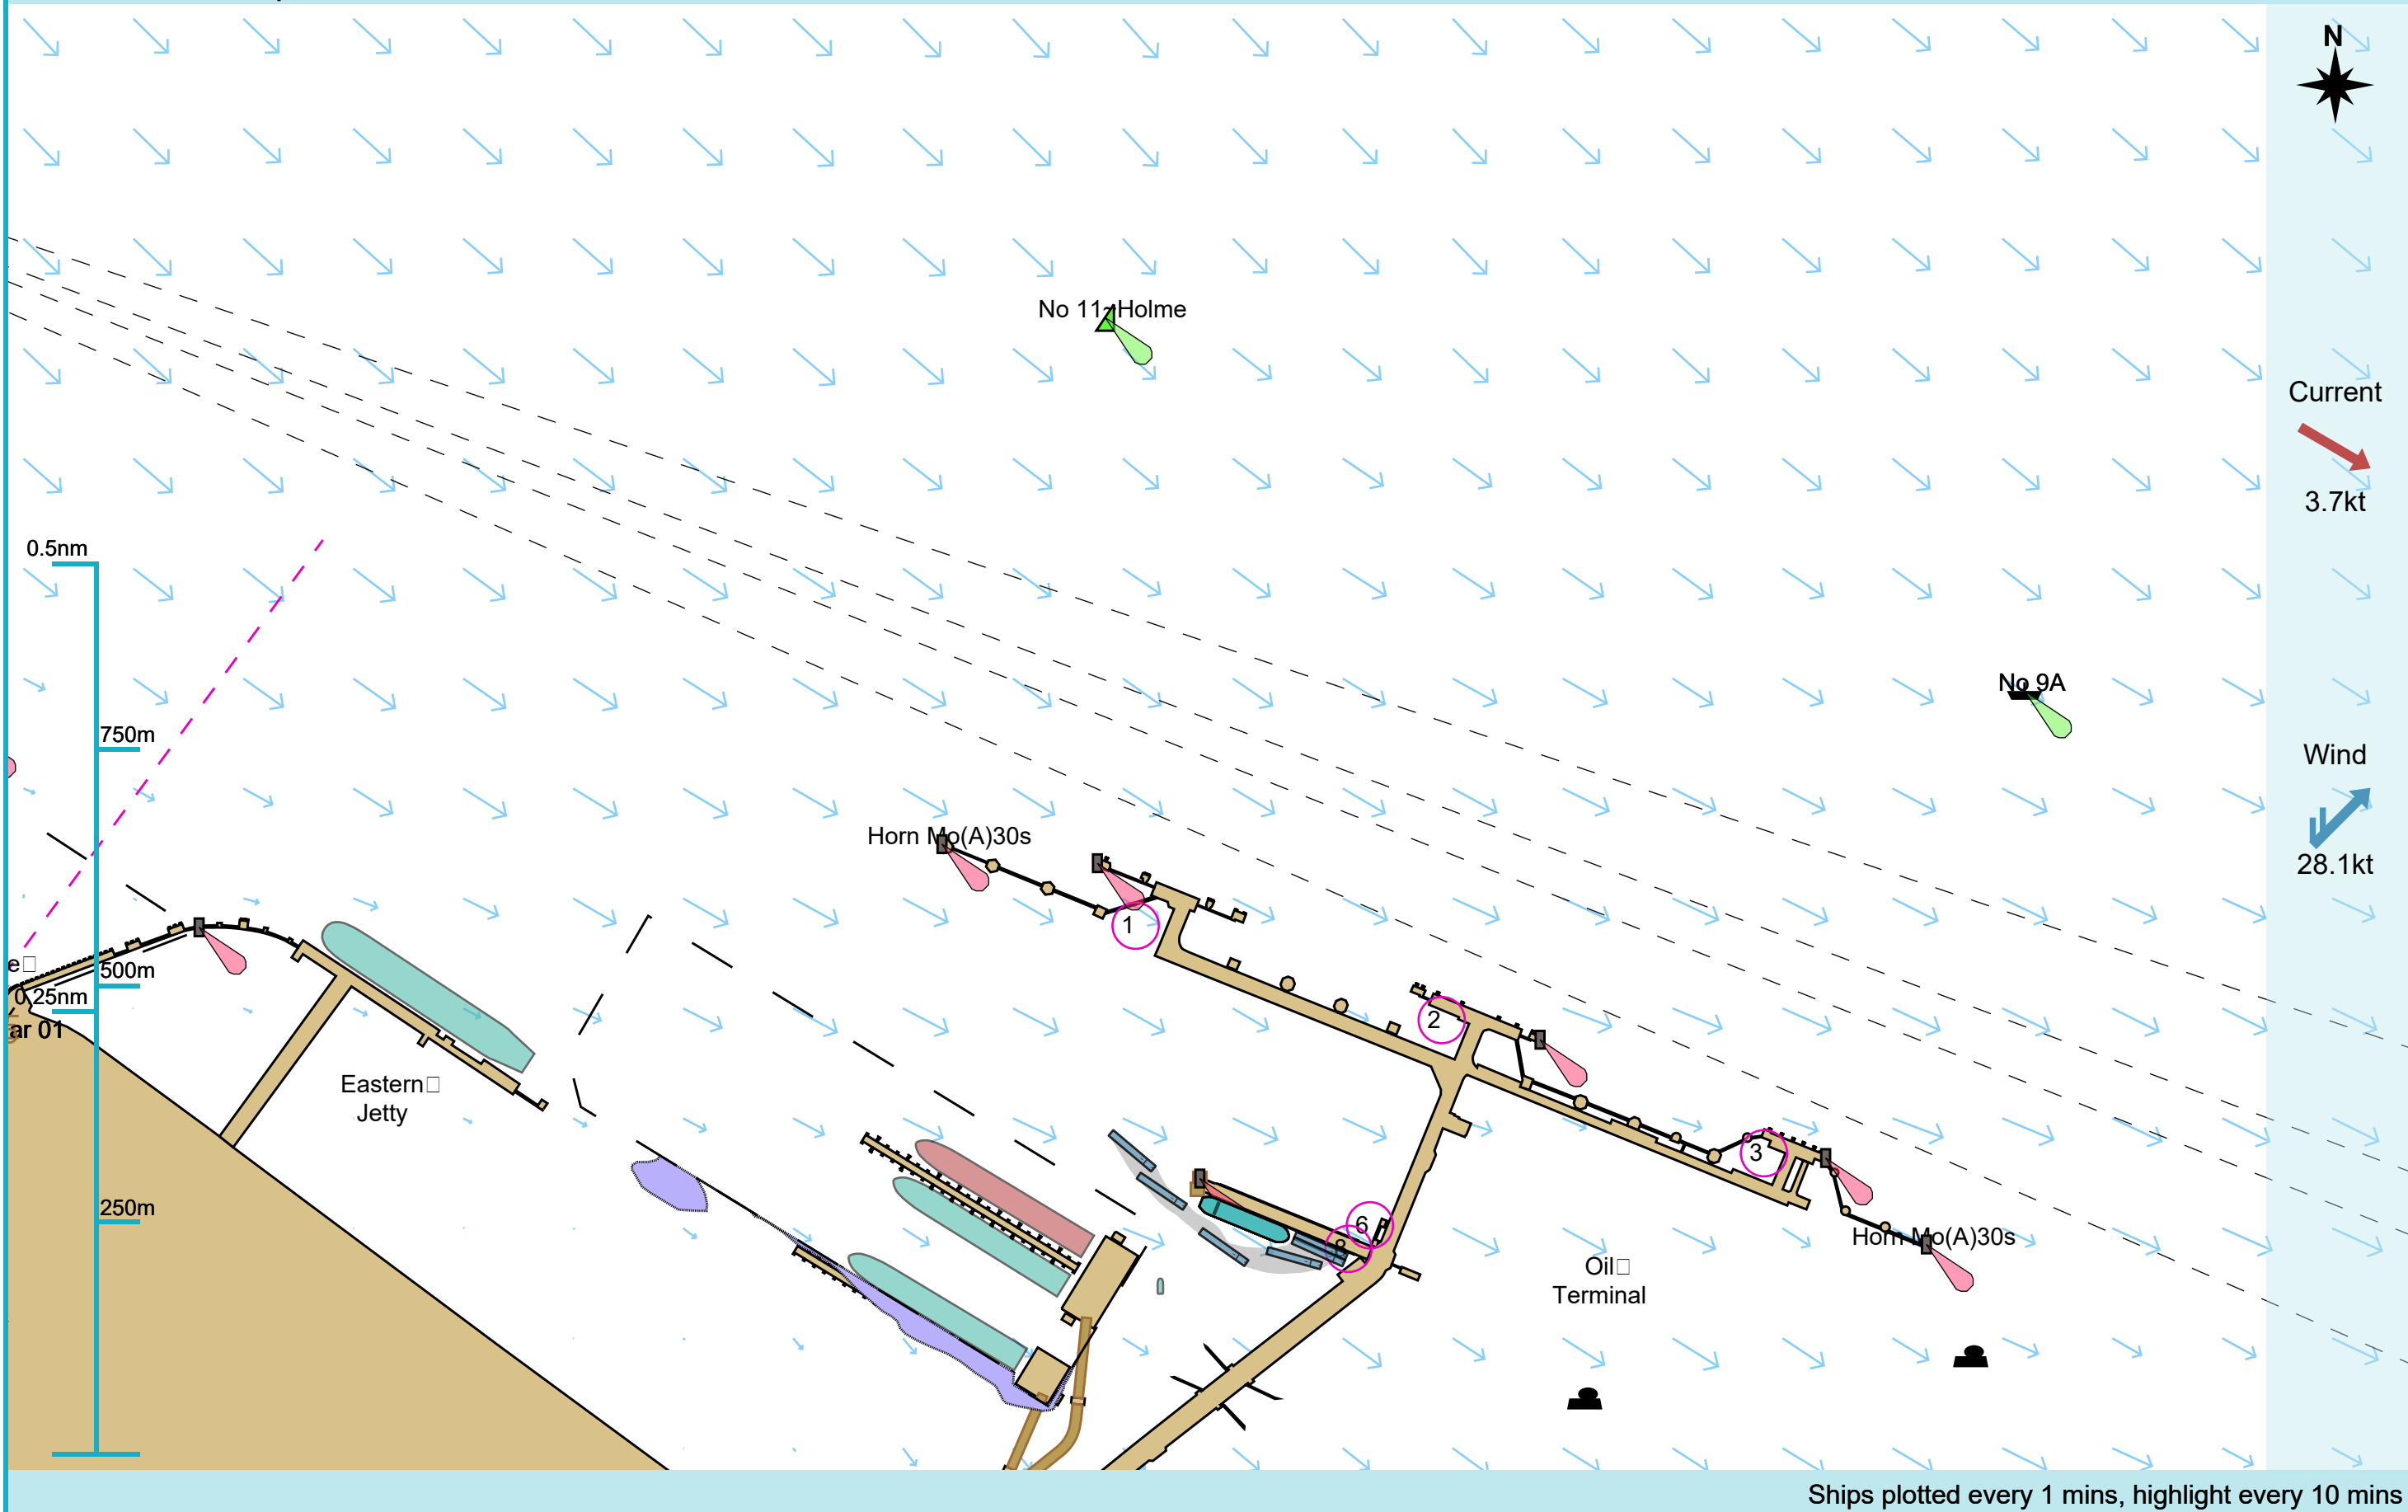 N
No 11 Holme
Current
3.7kt
0.5nm
No 9A
750m
Wind
28.1kt
Horn Mo(A)30s
1
e
500m
0.25nm
ar 01
2
Eastern
Jetty
3
250m
6
8
Horn Mo(A)30s
Oil
Terminal
Ships plotted every 1 mins, highlight every 10 mins